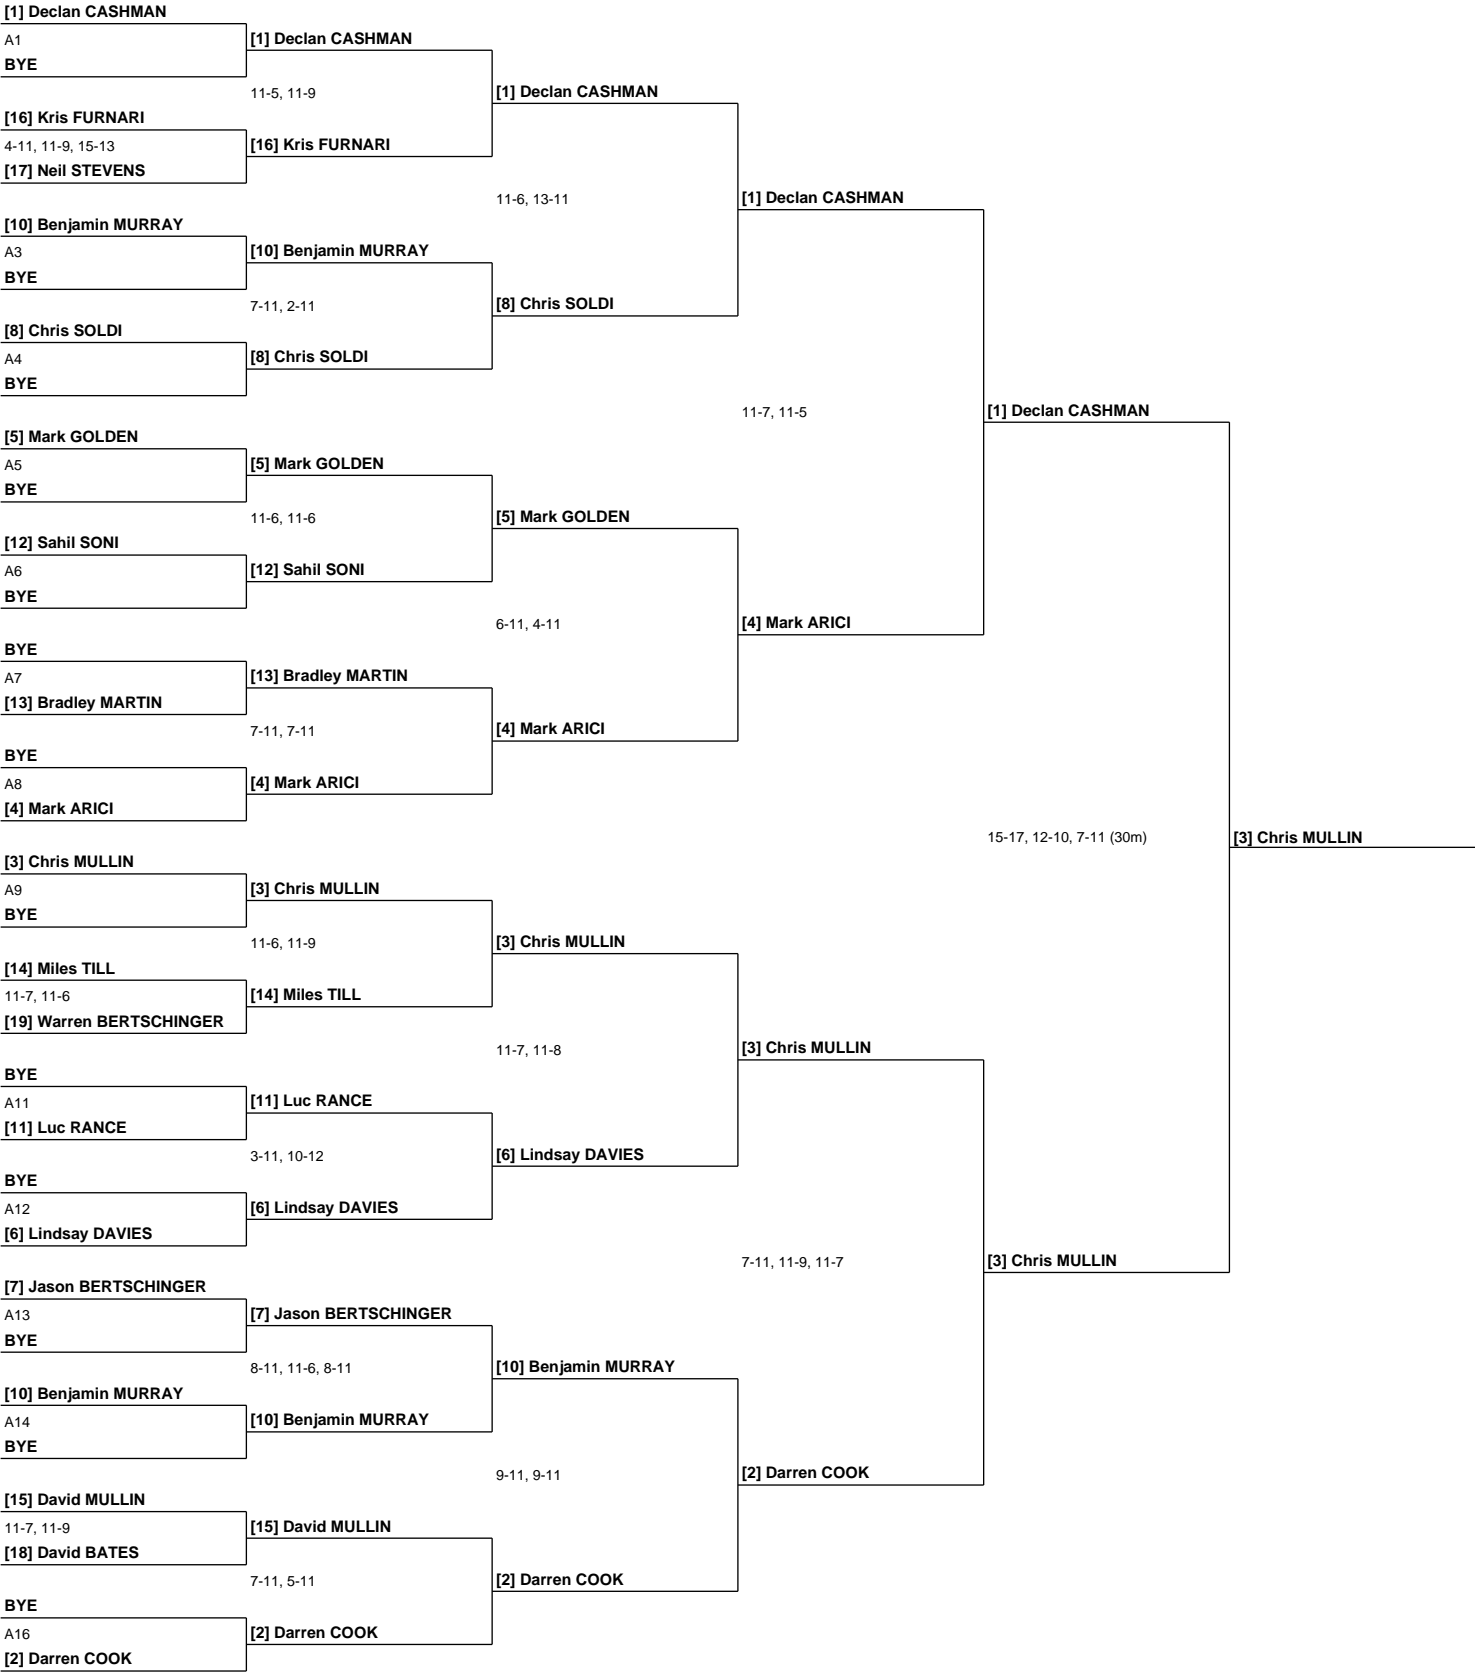 [1] Declan CASHMAN
A1
BYE
[16] Kris FURNARI
4-11, 11-9, 15-13
[17] Neil STEVENS
[10] Benjamin MURRAY
A3
BYE
[8] Chris SOLDI
A4
BYE
[5] Mark GOLDEN
A5
BYE
[12] Sahil SONI
A6
BYE
BYE
A7
[13] Bradley MARTIN
BYE
A8
[4] Mark ARICI
[3] Chris MULLIN
A9
BYE
[14] Miles TILL
11-7, 11-6
[19] Warren BERTSCHINGER
BYE
A11
[11] Luc RANCE
BYE
A12
[6] Lindsay DAVIES
[7] Jason BERTSCHINGER
A13
BYE
[10] Benjamin MURRAY
A14
BYE
[15] David MULLIN
11-7, 11-9
[18] David BATES
BYE
A16
[2] Darren COOK
[1] Declan CASHMAN
11-5, 11-9
[16] Kris FURNARI
[10] Benjamin MURRAY
7-11, 2-11
[8] Chris SOLDI
[5] Mark GOLDEN
11-6, 11-6
[12] Sahil SONI
[13] Bradley MARTIN
7-11, 7-11
[4] Mark ARICI
[3] Chris MULLIN
11-6, 11-9
[14] Miles TILL
[11] Luc RANCE
3-11, 10-12
[6] Lindsay DAVIES
[7] Jason BERTSCHINGER
8-11, 11-6, 8-11
[10] Benjamin MURRAY
[15] David MULLIN
7-11, 5-11
[2] Darren COOK
[1] Declan CASHMAN
11-6, 13-11
[8] Chris SOLDI
[5] Mark GOLDEN
6-11, 4-11
[4] Mark ARICI
[3] Chris MULLIN
11-7, 11-8
[6] Lindsay DAVIES
[10] Benjamin MURRAY
9-11, 9-11
[2] Darren COOK
[1] Declan CASHMAN
11-7, 11-5
[4] Mark ARICI
[3] Chris MULLIN
7-11, 11-9, 11-7
[2] Darren COOK
[1] Declan CASHMAN
15-17, 12-10, 7-11 (30m)
[3] Chris MULLIN
[3] Chris MULLIN